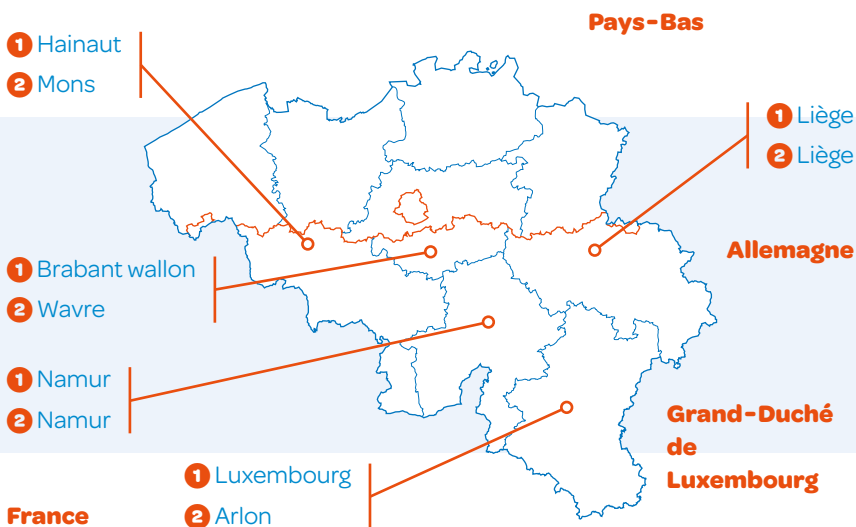 Pays-Bas
1 Hainaut
2 Mons
1 Liège
2 Liège
Allemagne
1 Brabant wallon
2 Wavre
1 Namur
2 Namur
Grand-Duché
de
Luxembourg
1 Luxembourg
2 Arlon
France